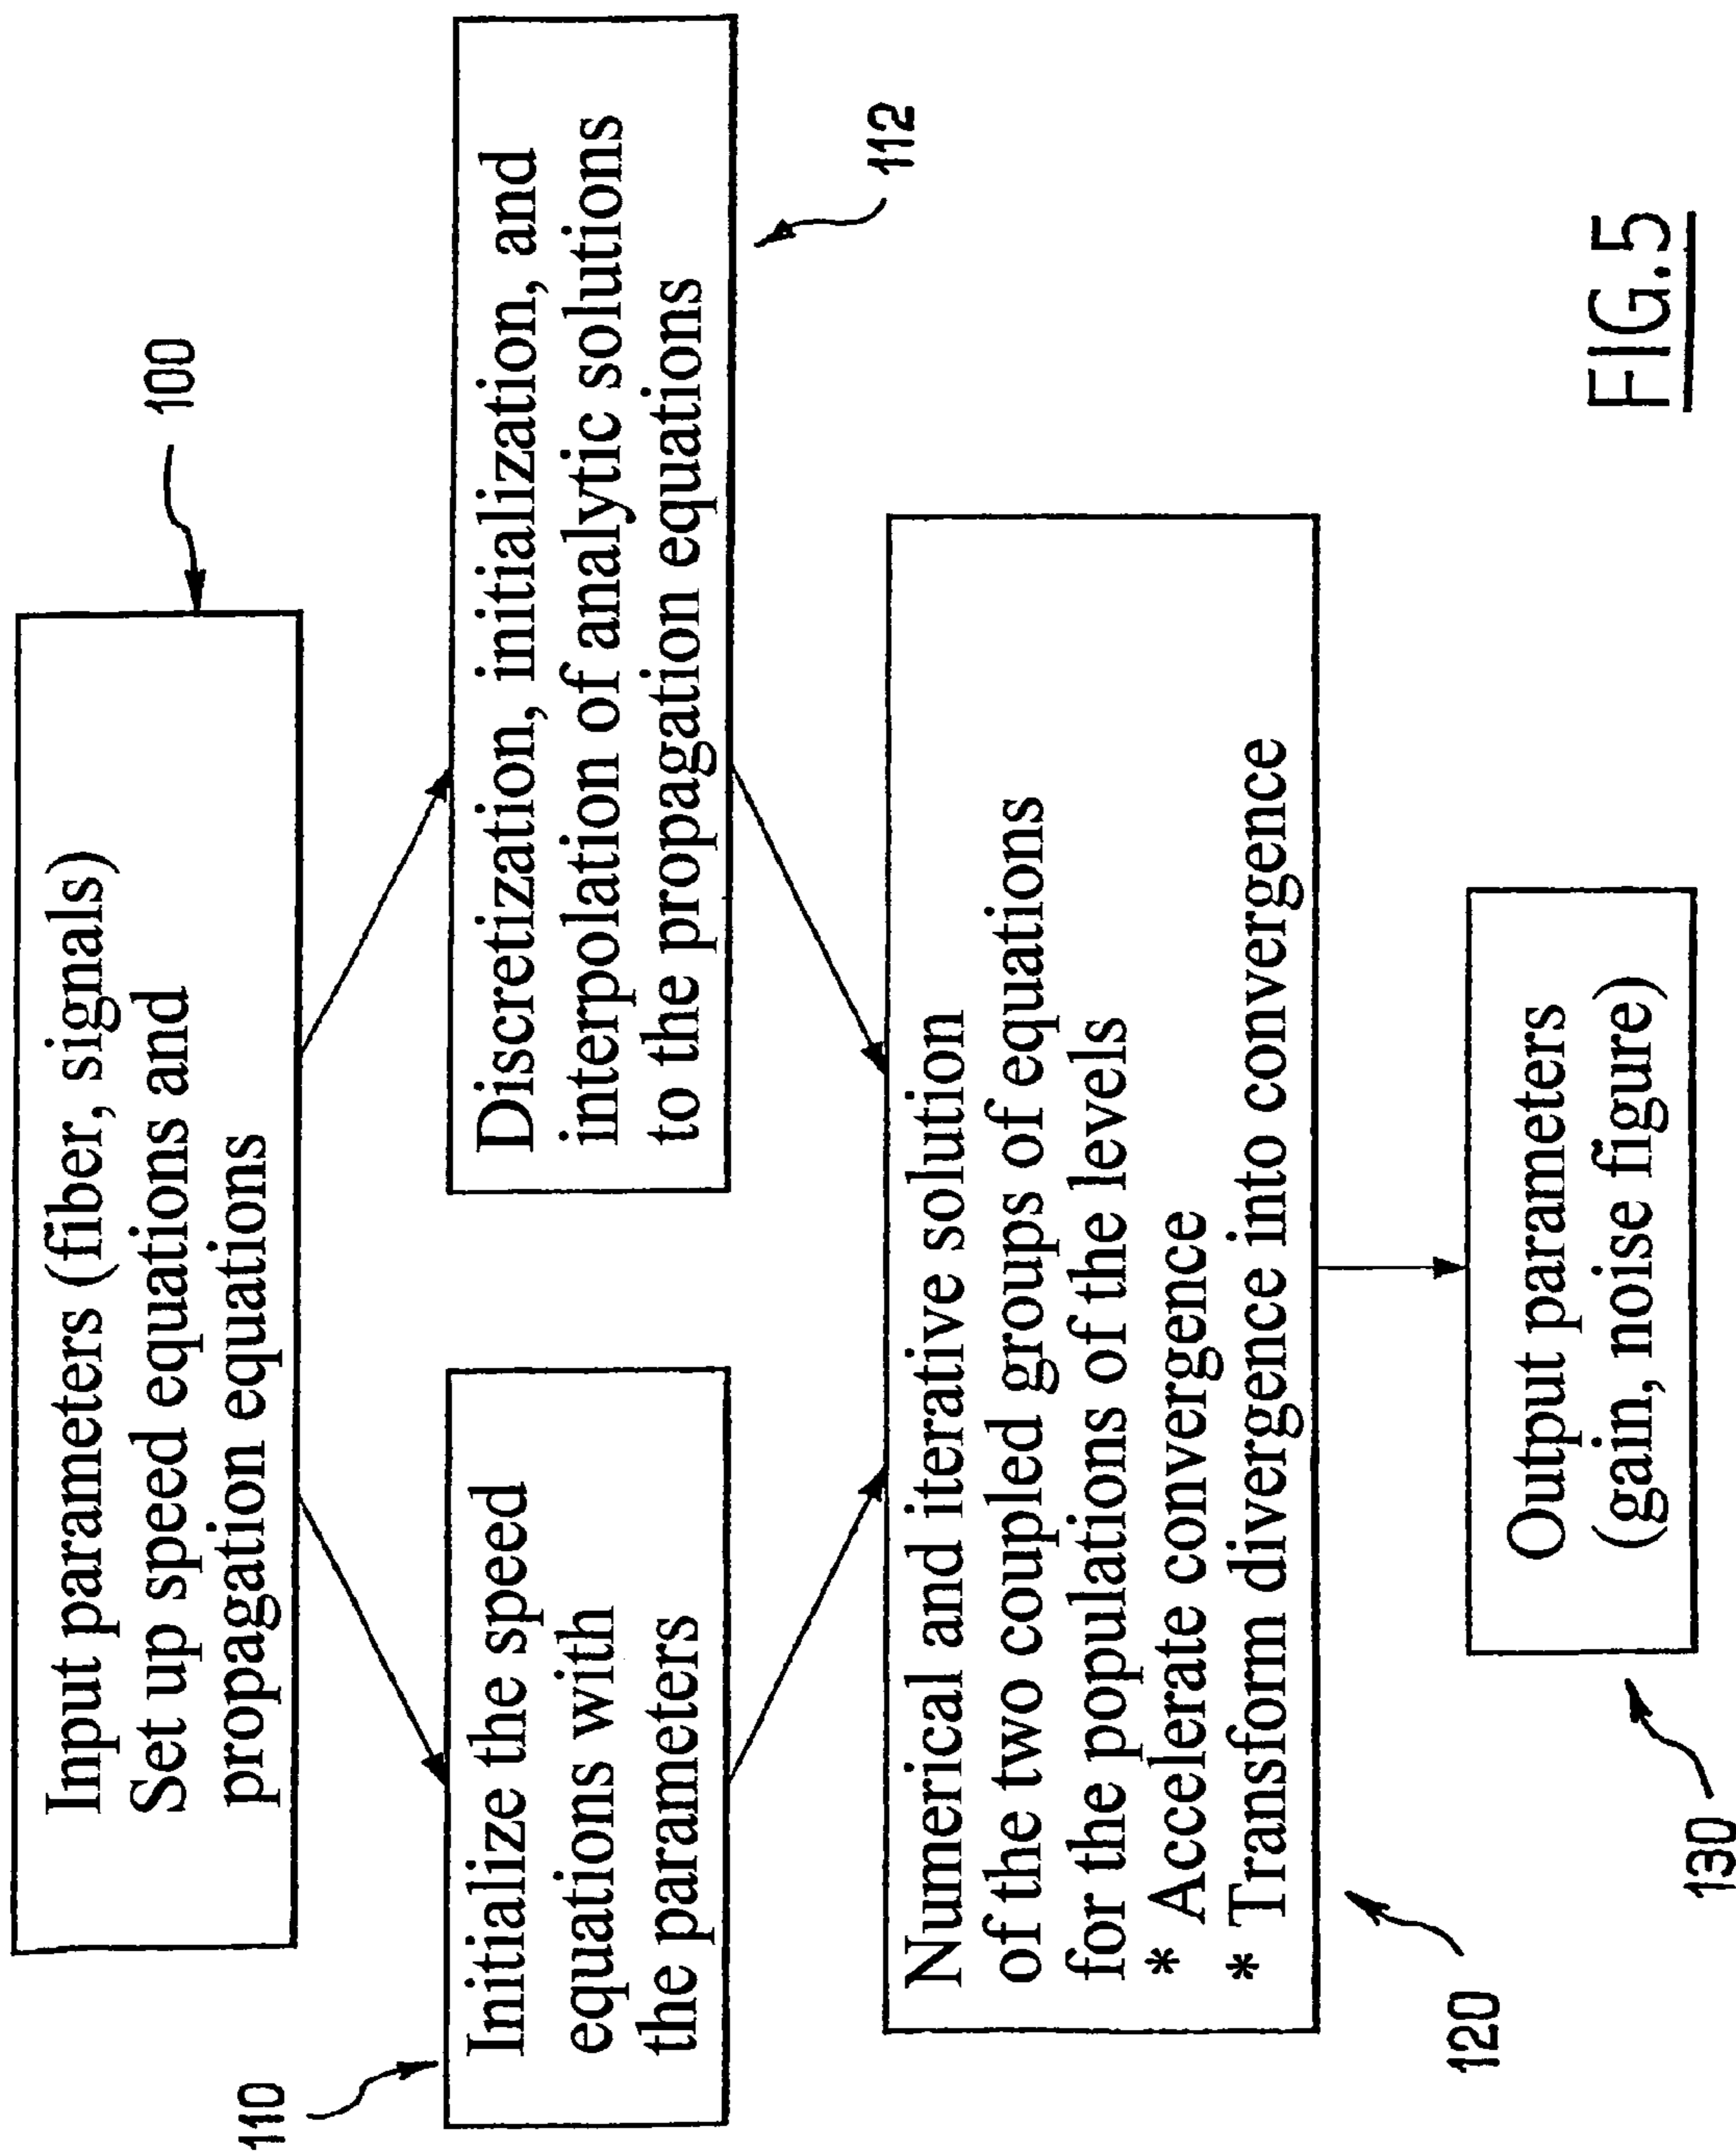 Input parameters (fiber, signals)
Set up speed equations and
propagation equations
100
110
Initialize the speed
equations with
the parameters
Discretization, initialization, and
interpolation of analytic solutions
to the propagation equations
112
Numerical and iterative solution
of the two coupled groups of equations
for the populations of the levels
* Accelerate convergence
* Transform divergence into convergence
120
Output parameters
(gain, noise figure)
130
FIG.5